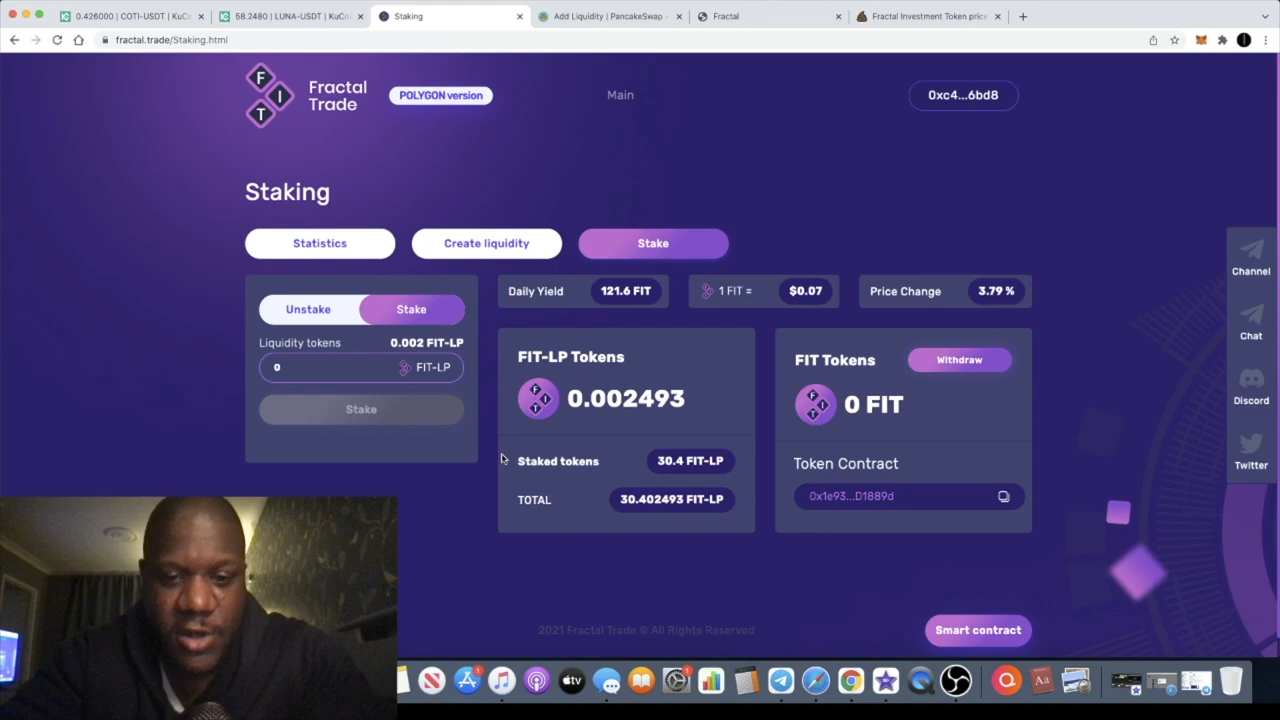 0.426000 | COTI-USDT | KuCo
58.2480 | LUNA-USDT | KuCo
Staking
Add Liquidity | PancakeSwap -
Fractal
Fractal Investment Token price
fractal.trade/Staking.html
F
I
T
Fractal
Trade
POLYGON version
Main
0xc4...6bd8
Staking
Statistics
Create liquidity
Stake
Daily Yield
121.6 FIT
1 FIT =
$0.07
Price Change
3.79 %
Unstake
Stake
Liquidity tokens
0.002 FIT-LP
0
FIT-LP
Stake
FIT-LP Tokens
0.002493
Staked tokens
30.4 FIT-LP
TOTAL
30.402493 FIT-LP
FIT Tokens
Withdraw
0 FIT
Token Contract
0x1e93...D1889d
Channel
Chat
Discord
Twitter
2021 Fractal Trade © All Rights Reserved
Smart contract
1
tv
1
Aa